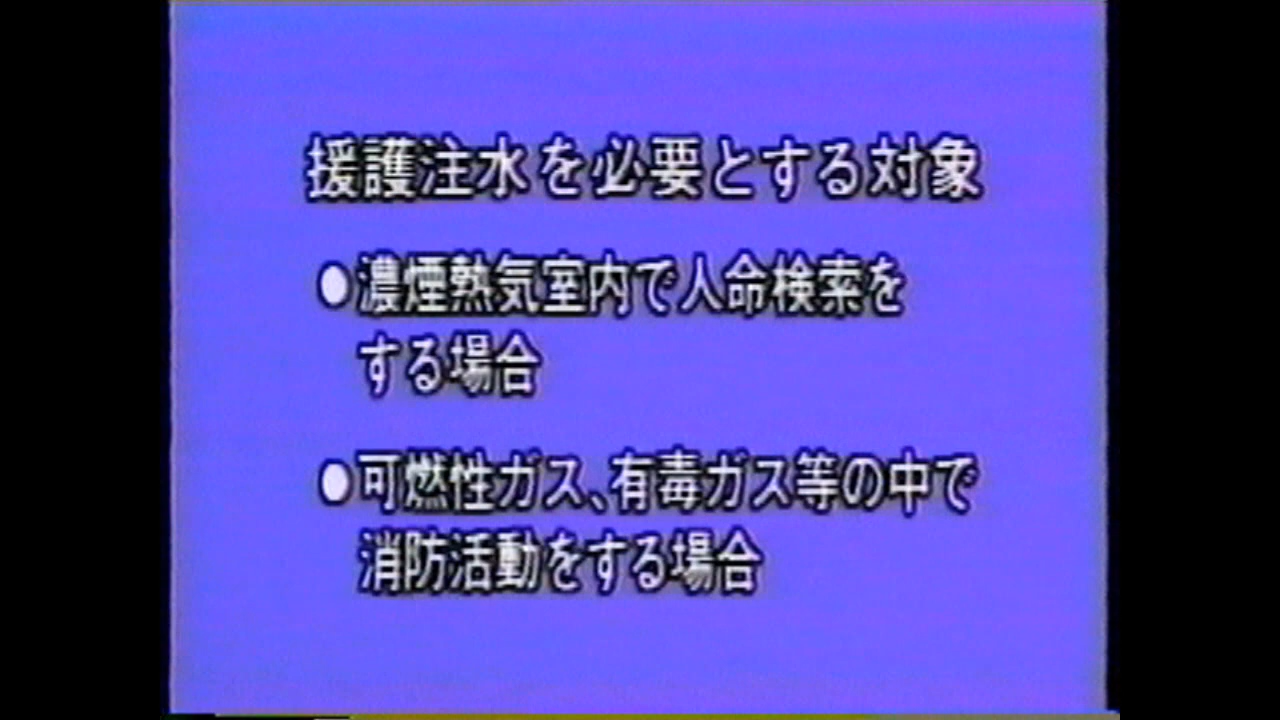 援護注水を必要とする対象
●濃煙熱気室内で人命検索を
する場合
●可燃性ガス、有毒ガス等の中で
消防活動をする場合